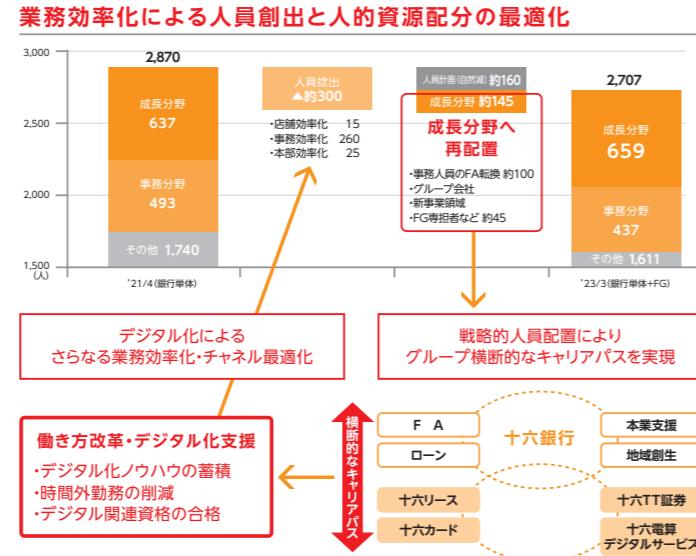 業務効率化による人員創出と人的資源配分の最適化
3,000
2,500
2,000
1,500
(人)
2,870
成長分野
637
事務分野
493
その他 1,740
'21/4(銀行単体)
人員捻出
▲約300
・店舗効率化 15
・事務効率化 260
・本部効率化 25
人員計画(自然減)約160
成長分野 約145
成長分野へ
再配置
・事務人員のFA転換 約100
・グループ会社
・新事業領域
・FG専担者など 約45
2,707
成長分野
659
事務分野
437
その他 1,611
'23/3(銀行単体+FG)
デジタル化による
さらなる業務効率化・チャネル最適化
戦略的人員配置により
グループ横断的なキャリアパスを実現
働き方改革・デジタル化支援
・デジタル化ノウハウの蓄積
・時間外勤務の削減
・デジタル関連資格の合格
横断的なキャリアパス
FA
ローン
十六銀行
本業支援
地域創生
十六リース
十六カード
十六TT証券
十六電算
デジタルサービス